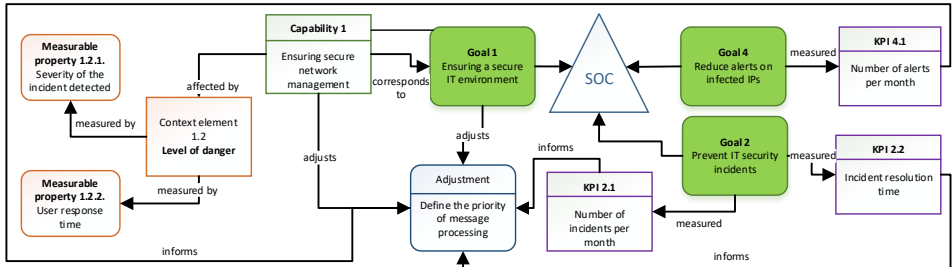 Capability 1
Ensuring secure
network
management
Goal 1
Ensuring a secure
IT environment
SOC
Goal 4
Reduce alerts on
infected IPs
measured
KPI 4.1
Number of alerts
per month
Measurable
property 1.2.1.
Severity of the
incident detected
affected by
corresponds
to
measured by
Context element
1.2
Level of danger
adjusts
adjusts
informs
Goal 2
Prevent IT security
incidents
measured
KPI 2.2
Incident resolution
time
measured by
Measurable
property 1.2.2.
User response
time
Adjustment
Define the priority
of message
processing
KPI 2.1
Number of
incidents per
month
measured
informs
informs